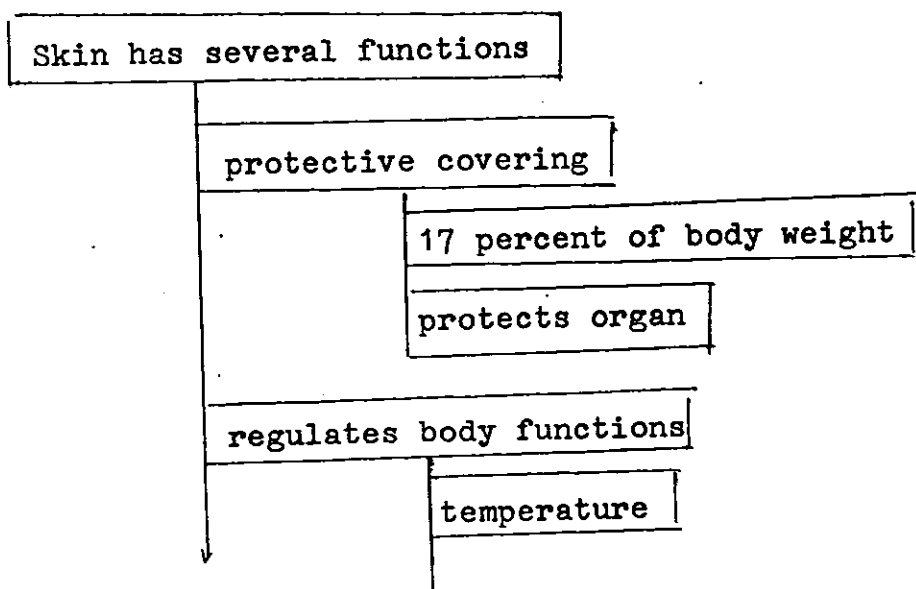 Skin has several functions
protective covering
17 percent of body weight
protects organ
regulates body functions
temperature